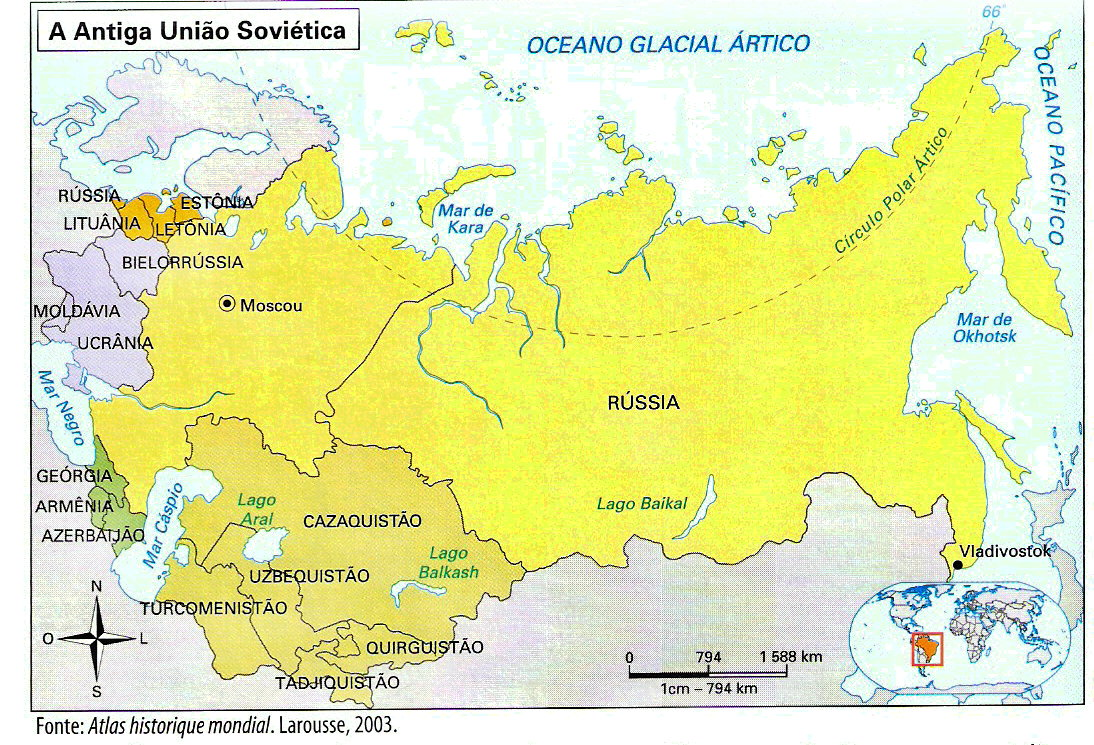 A Antiga União Soviética
66°
OCEANO GLACIAL ÁRTICO
OCEANO PACÍFICO
Círculo Polar Ártico
Mar de
Kara
RÚSSIA
ESTÔNIA
LITUÂNIA
LETÔNIA
BIELORRÚSSIA
Moscou
MOLDÁVIA
UCRÂNIA
Mar de
Okhotsk
Mar Negro
RÚSSIA
GEÓRGIA
ARMÊNIA
AZERBAIJÃO
Mar Cáspio
Lago
Aral
CAZAQUISTÃO
Lago Baikal
Lago
Balkash
Vladivostok
UZBEQUISTÃO
TURCOMENISTÃO
QUIRGUISTÃO
TADJIQUISTÃO
N
O
L
S
0 794 1 588 km
1cm – 794 km
Fonte: Atlas historique mondial. Larousse, 2003.